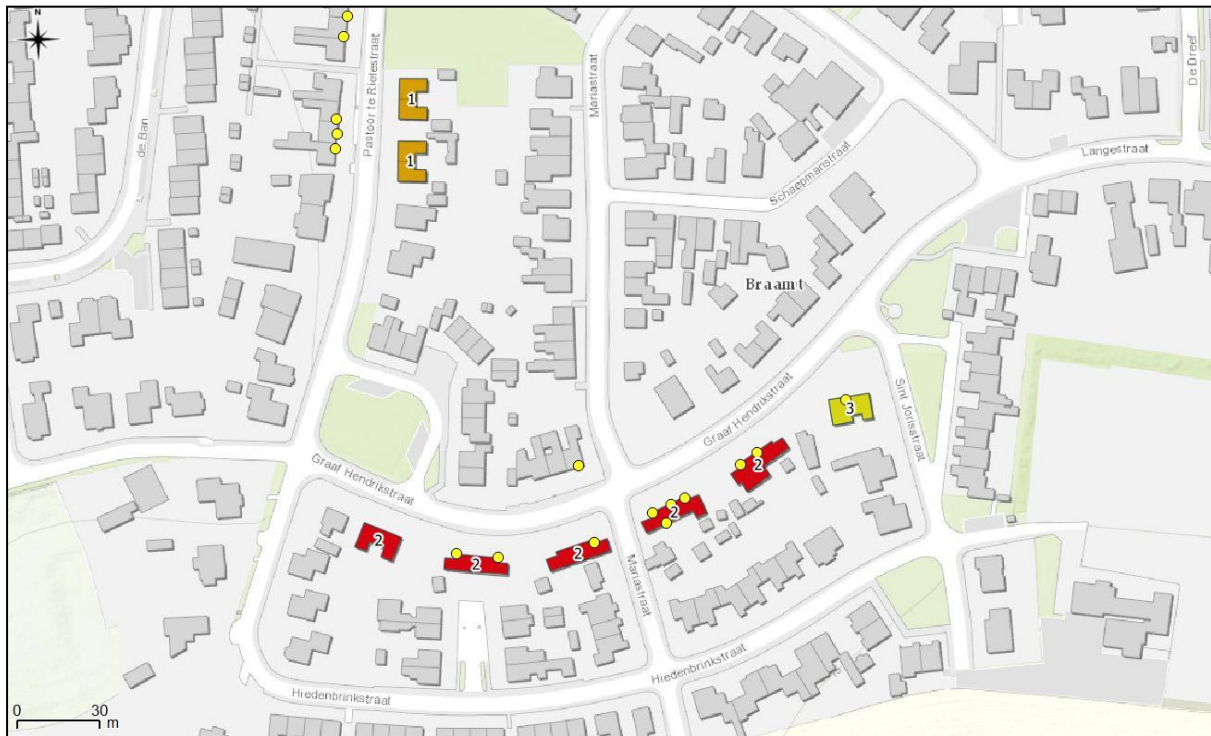 N
De Dreef
de Ban
Pastoor te Rielestraat
1
Mariastraat
Langestraat
1
Schaepmanstraat
Braamt
Graaf Hendrikstraat
Sint Jorisstraat
3
2
Graaf Hendrikstraat
2
2
2
2
Mariastraat
Hiedenbrinkstraat
Hiedenbrinkstraat
0 30
m